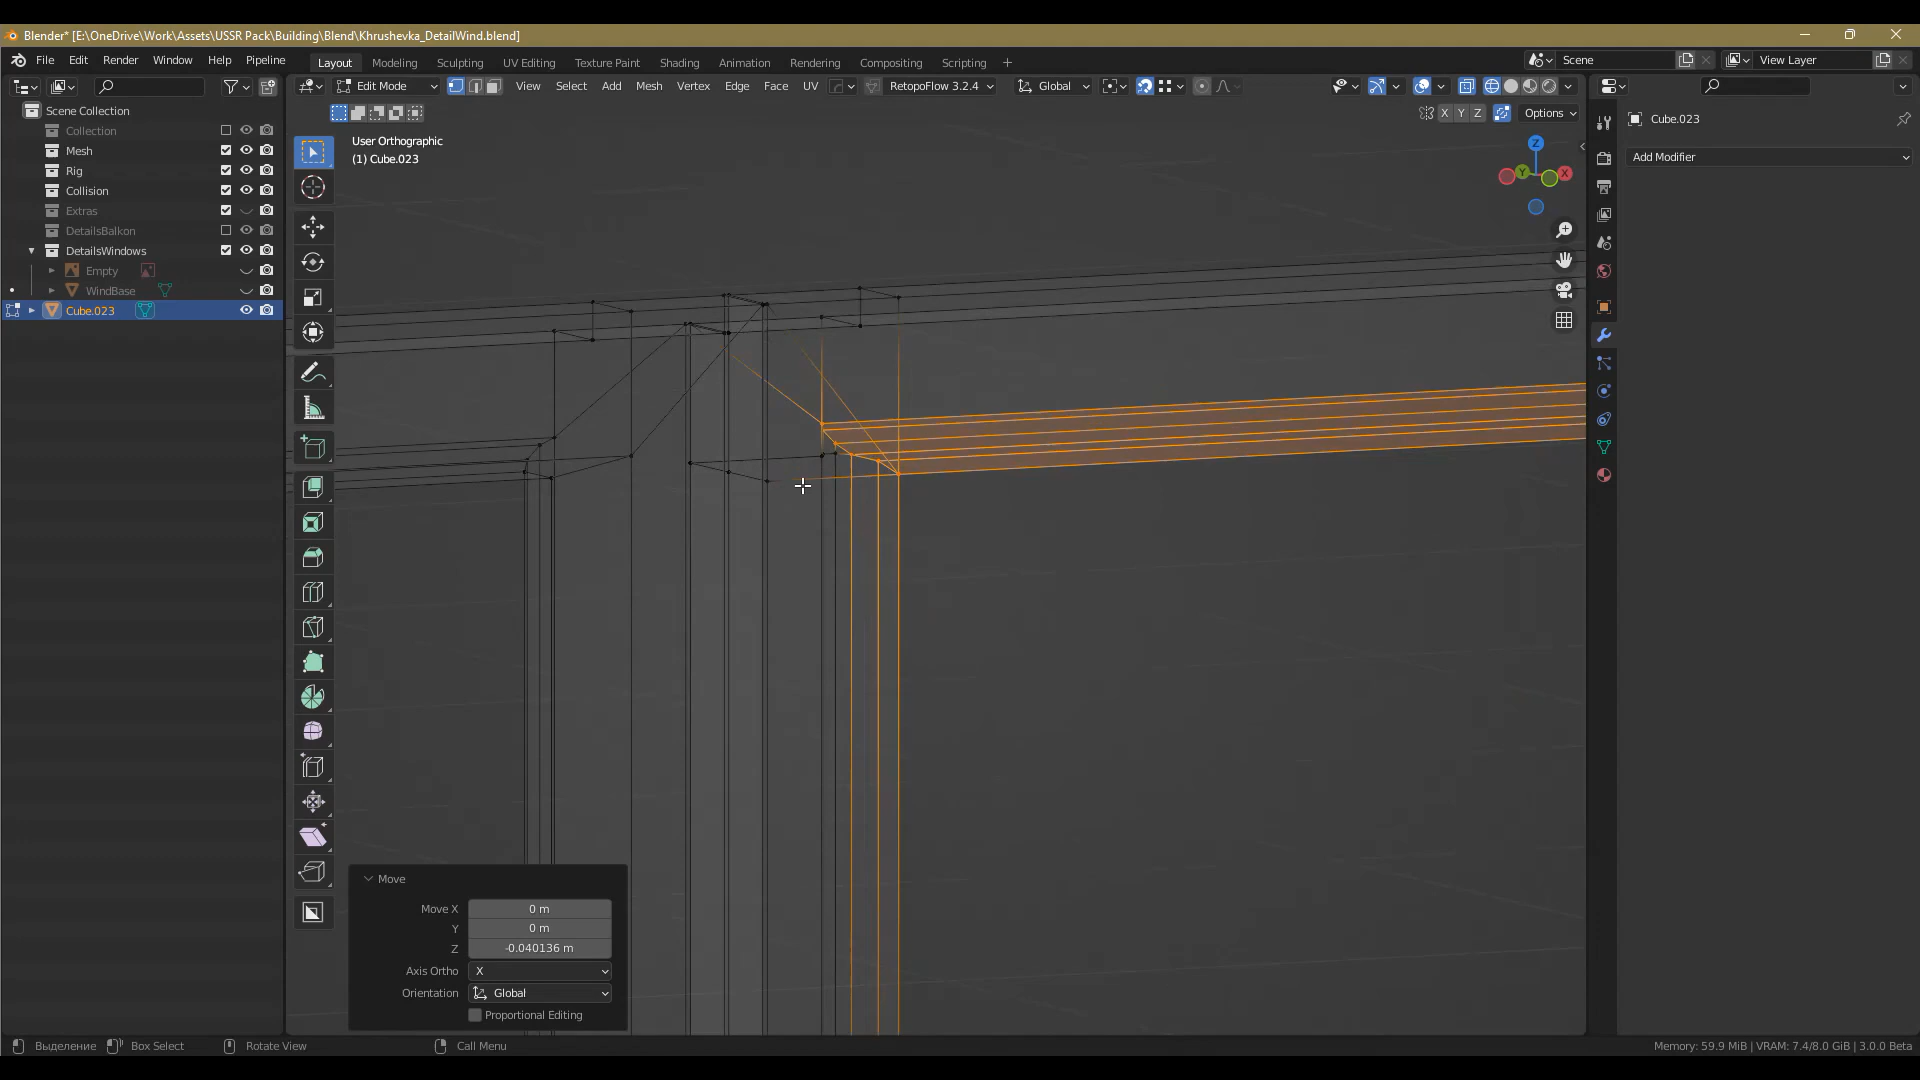 Blender* [E:\OneDrive\Work\Assets\USSR Pack\Building\Blend\Khrushevka_DetailWind.blend]
File Edit Render Window Help Pipeline
Layout Modeling Sculpting UV Editing Texture Paint Shading Animation Rendering Compositing Scripting +
Scene
View Layer
Edit Mode
View Select Add Mesh Vertex Edge Face UV
RetopoFlow 3.2.4
Global
X Y Z
Options
Scene Collection
Collection
Mesh
Rig
Collision
Extras
DetailsBalkon
DetailsWindows
Empty
WindBase
Cube.023
User Orthographic
(1) Cube.023
Z
Y
X
Cube.023
Add Modifier
Move
Move X 0 m
Y 0 m
Z -0.040136 m
Axis Ortho X
Orientation Global
Proportional Editing
Выделение
Box Select
Rotate View
Call Menu
Memory: 59.9 MiB | VRAM: 7.4/8.0 GiB | 3.0.0 Beta